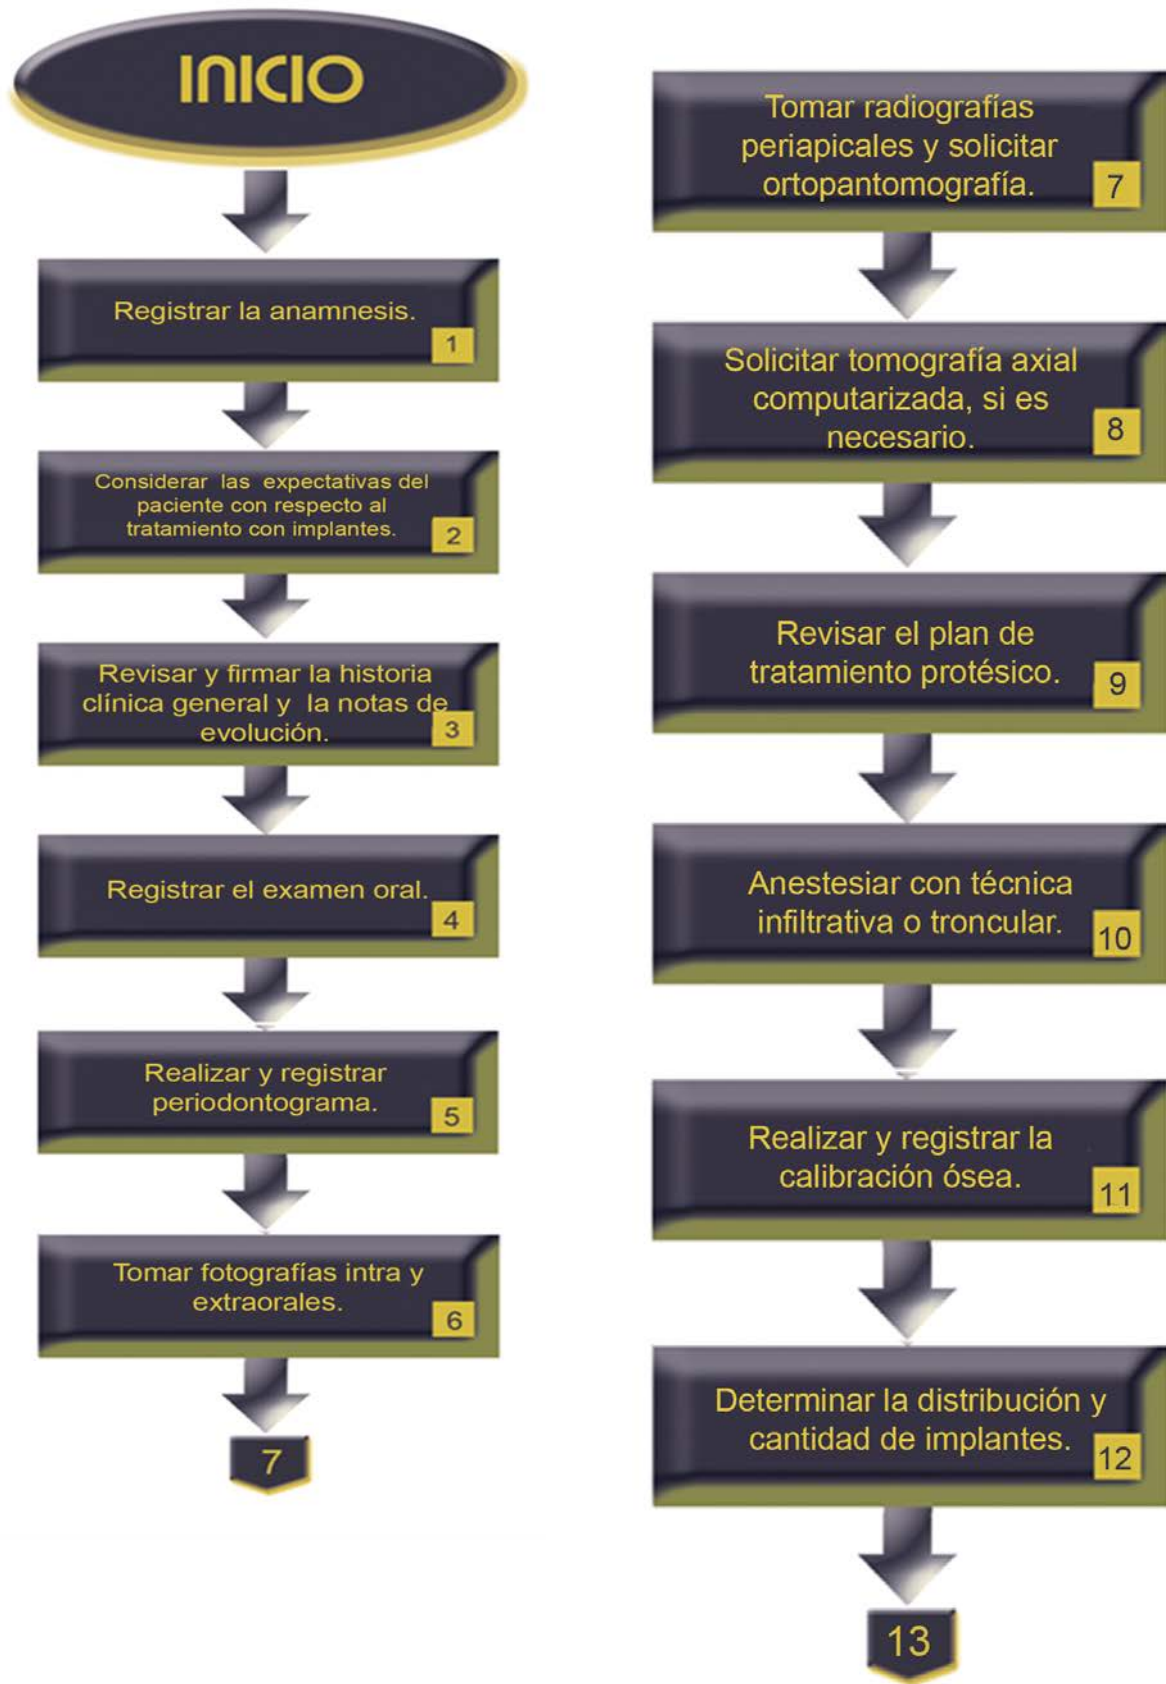 INICIO
Registrar la anamnesis.
1
Considerar las expectativas del
paciente con respecto al
tratamiento con implantes.
2
Revisar y firmar la historia
clínica general y la notas de
evolución.
3
Registrar el examen oral.
4
Realizar y registrar
periodontograma.
5
Tomar fotografías intra y
extraorales.
6
7
Tomar radiografías
periapicales y solicitar
ortopantomografía.
7
Solicitar tomografía axial
computarizada, si es
necesario.
8
Revisar el plan de
tratamiento protésico.
9
Anestesiar con técnica
infiltrativa o troncular.
10
Realizar y registrar la
calibración ósea.
11
Determinar la distribución y
cantidad de implantes.
12
13